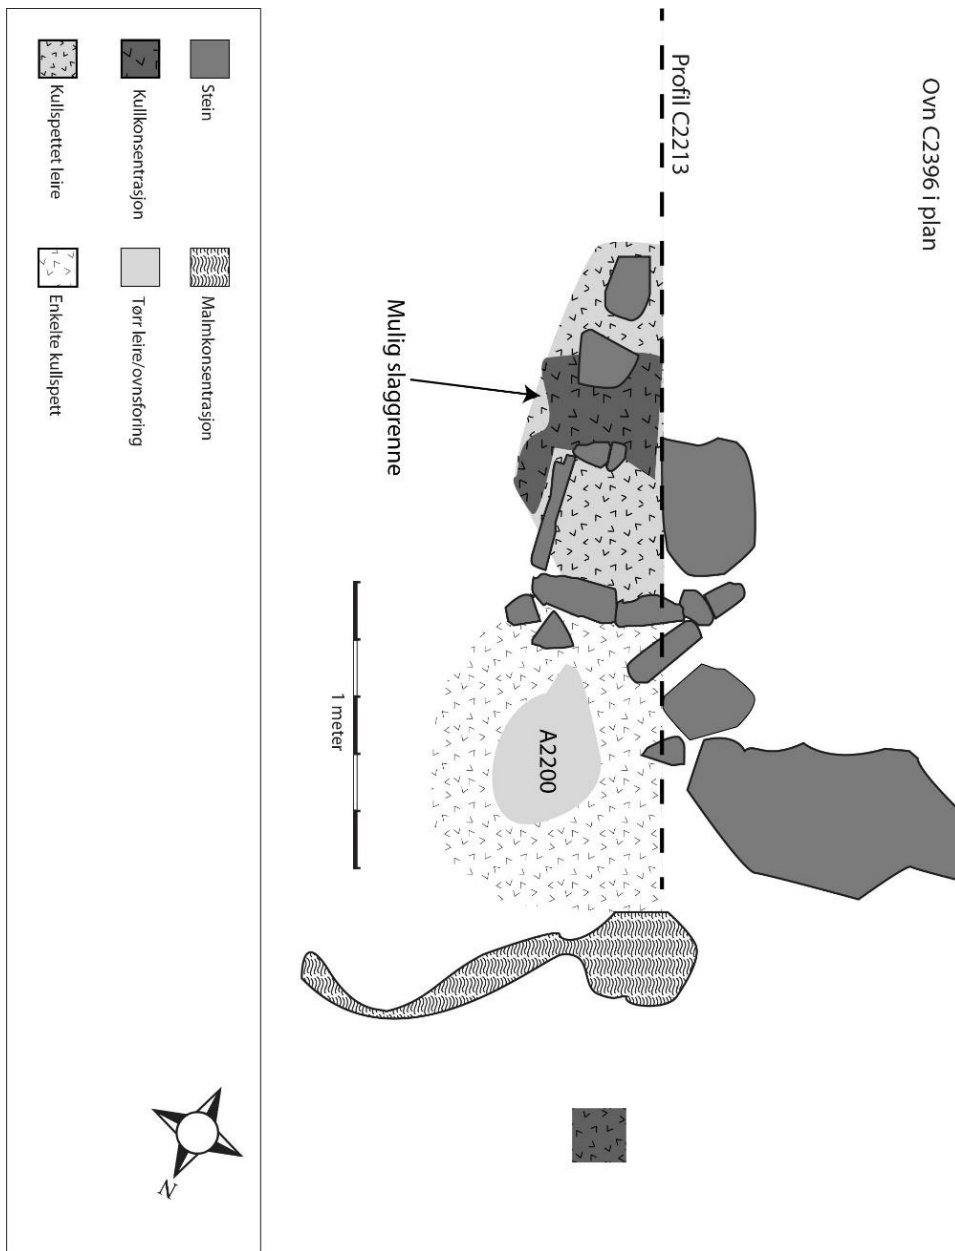 Ovn C2396 i plan
Profil C2213
Mulig slaggrenne
A2200
1 meter
Stein
Malmkonsentrasjon
Kullkonsentrasjon
Tørr leire/ovnsforing
Kullspettet leire
Enkelte kullspett
N